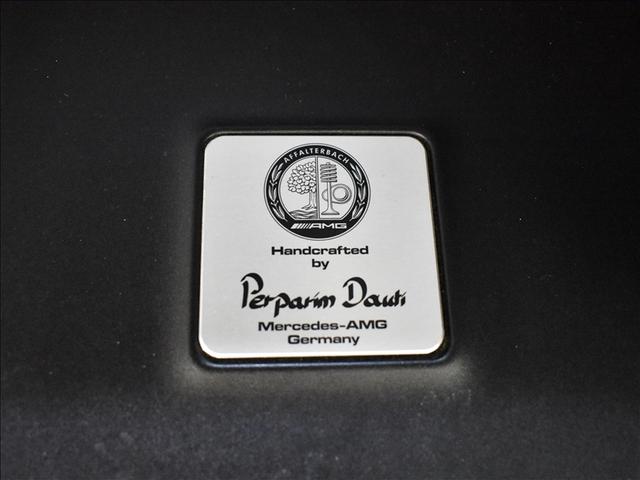 AFFALTERBACH
AMG
Handcrafted
by
Perparim Dauti
Mercedes-AMG
Germany